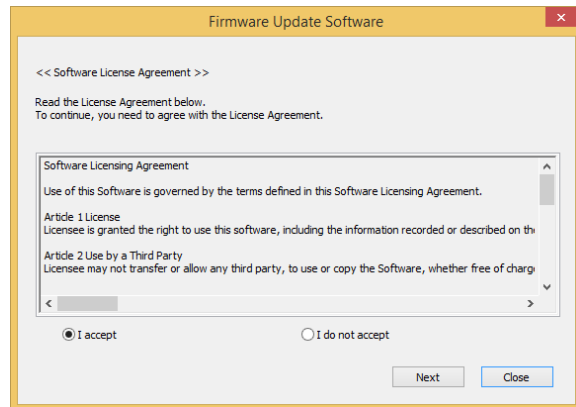 Firmware Update Software
<< Software License Agreement >>
Read the License Agreement below.
To continue, you need to agree with the License Agreement.
Software Licensing Agreement
Use of this Software is governed by the terms defined in this Software Licensing Agreement.
Article 1 License
Licensee is granted the right to use this software, including the information recorded or described on
Article 2 Use by a Third Party
Licensee may not transfer or allow any third party, to use or copy the Software, whether free of
I accept
I do not accept
Next
Close